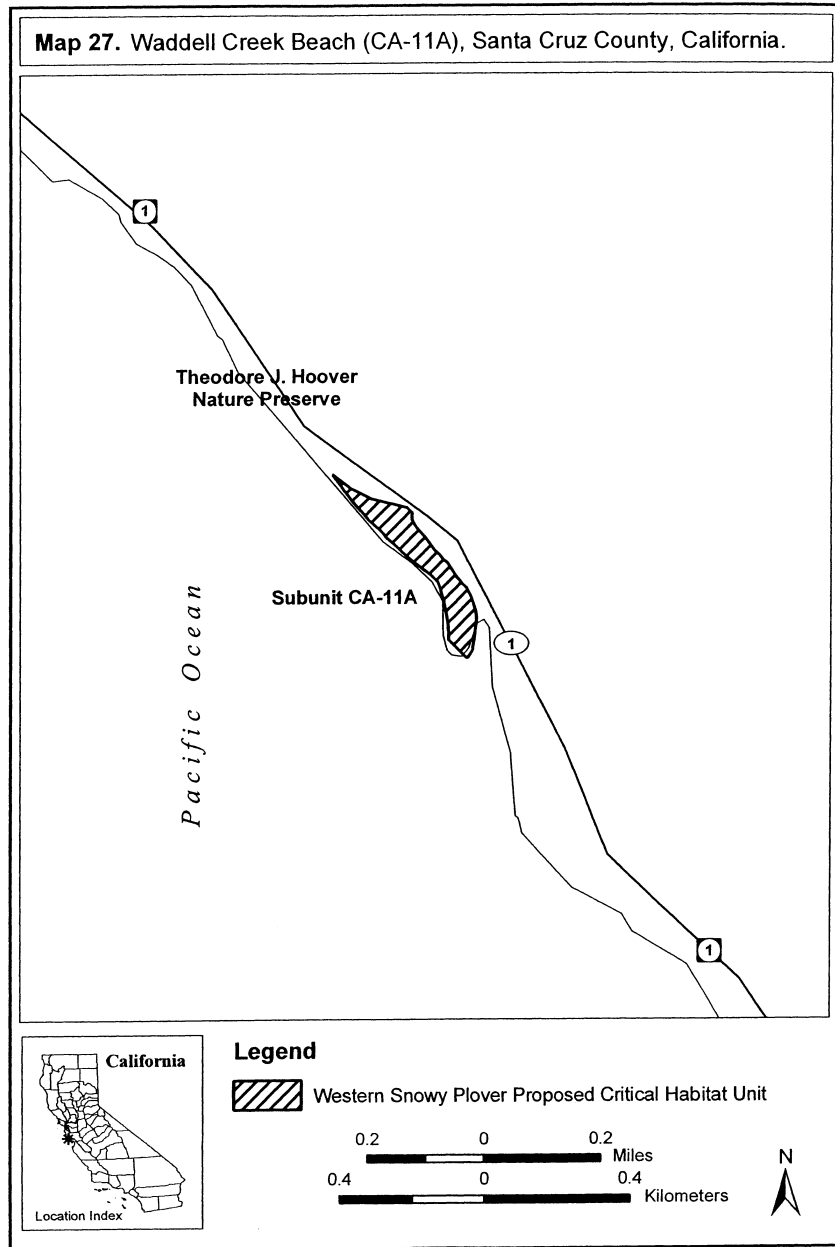 Map 27. Waddell Creek Beach (CA-11A), Santa Cruz County, California.
1
Theodore J. Hoover
Nature Preserve
Subunit CA-11A
Pacific Ocean
1
1
California
Location Index
Legend
Western Snowy Plover Proposed Critical Habitat Unit
0.2 0 0.2
Miles
0.4 0 0.4
Kilometers
N